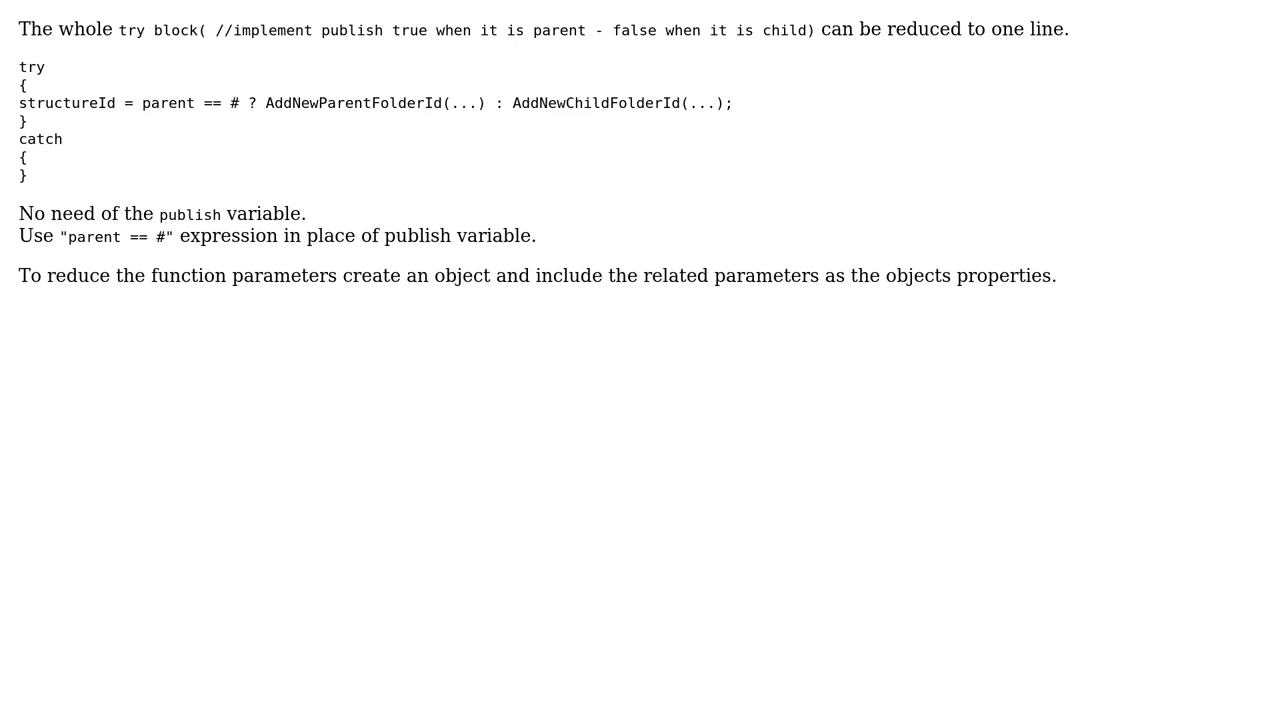 The whole try block( //implement publish true when it is parent - false when it is child) can be reduced to one line.
try
{
structureId = parent == # ? AddNewParentFolderId(...) : AddNewChildFolderId(...);
}
catch
{
}
No need of the publish variable.
Use "parent == #" expression in place of publish variable.
To reduce the function parameters create an object and include the related parameters as the objects properties.